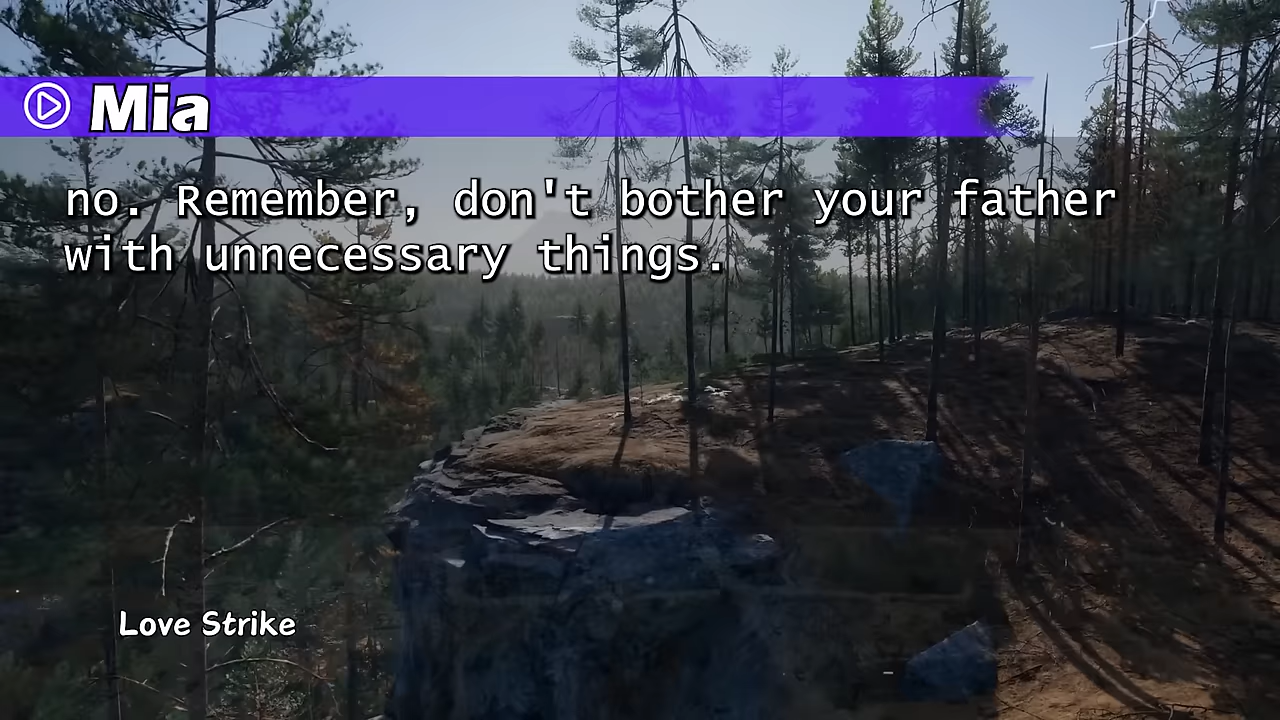 Mia
no. Remember, don't bother your father
with unnecessary things.
Love Strike